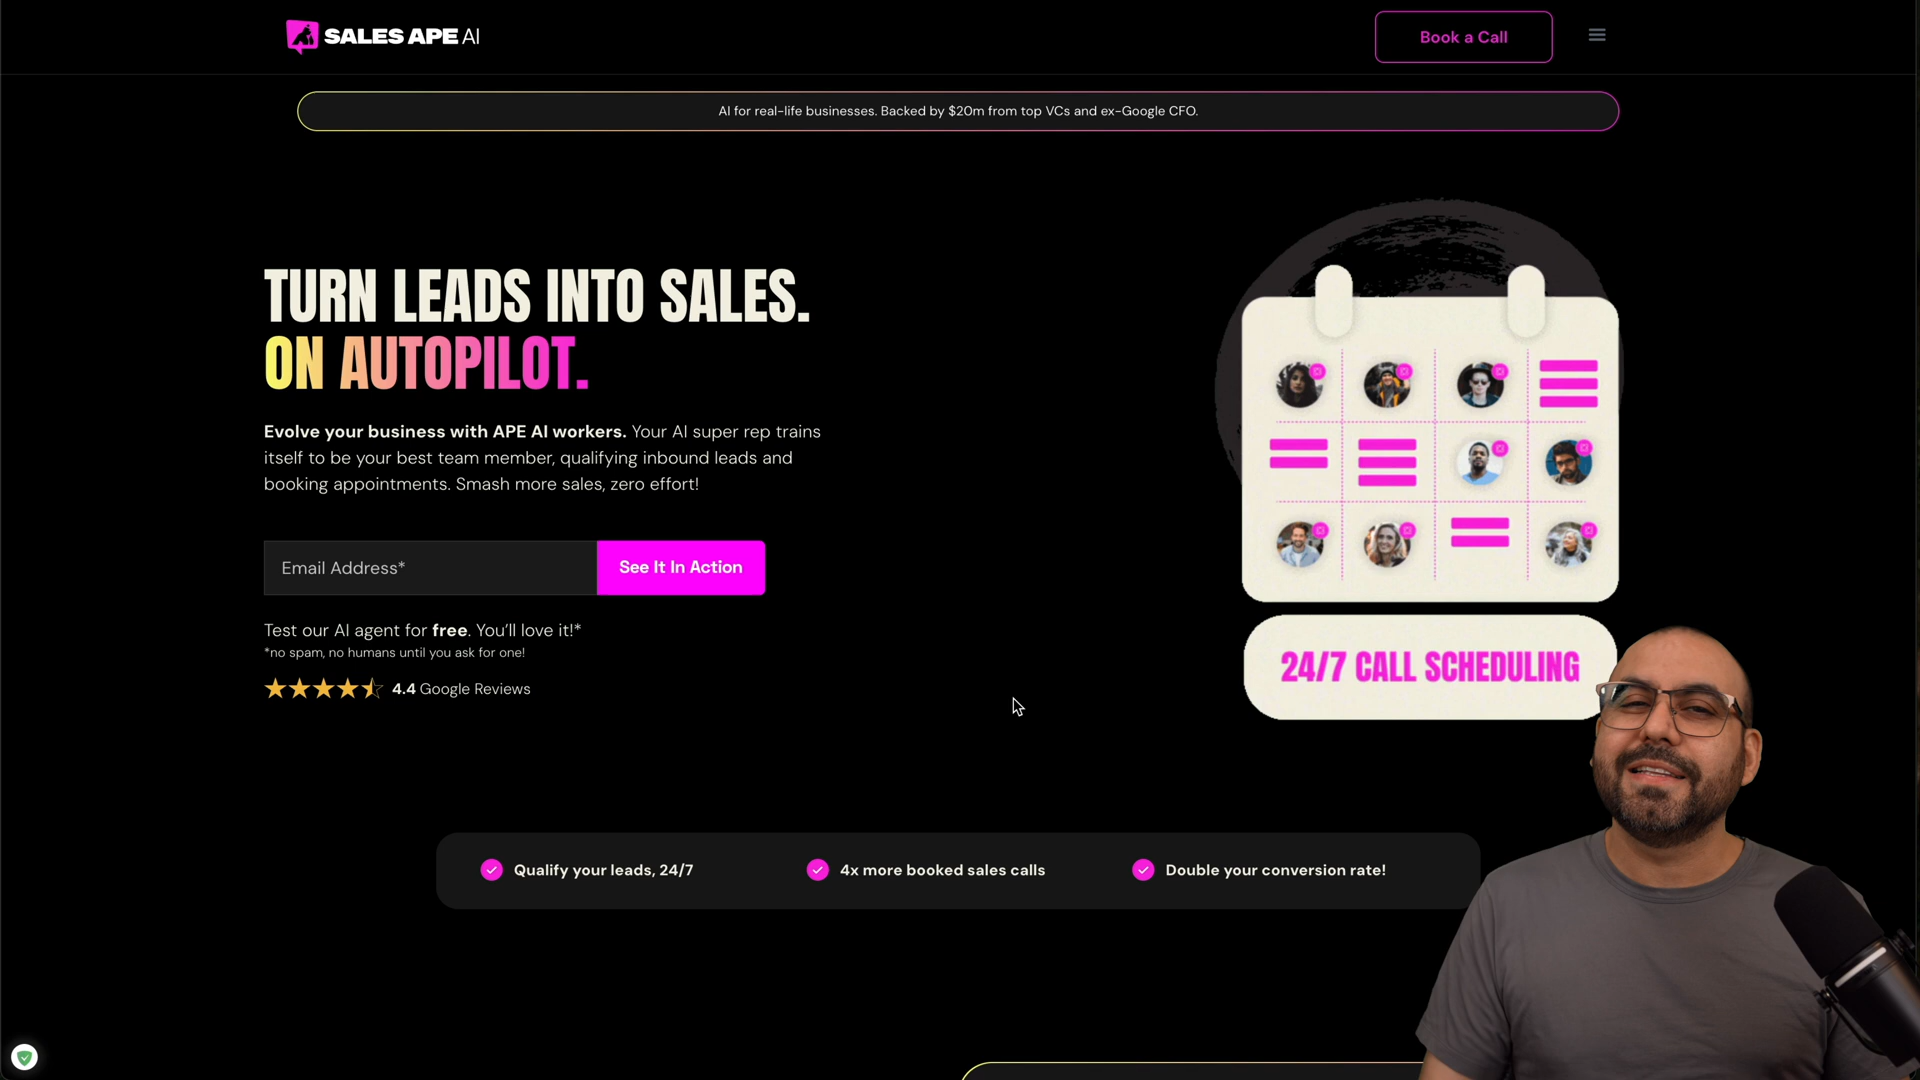 SALES APE AI
Book a Call
AI for real-life businesses. Backed by $20m from top VCs and ex-Google CFO.
TURN LEADS INTO SALES.
ON AUTOPILOT.
Evolve your business with APE AI workers. Your AI super rep trains
itself to be your best team member, qualifying inbound leads and
booking appointments. Smash more sales, zero effort!
Email Address*
See It In Action
Test our AI agent for free. You'll love it!*
*no spam, no humans until you ask for one!
4.4 Google Reviews
24/7 CALL SCHEDULING
Qualify your leads, 24/7
4x more booked sales calls
Double your conversion rate!